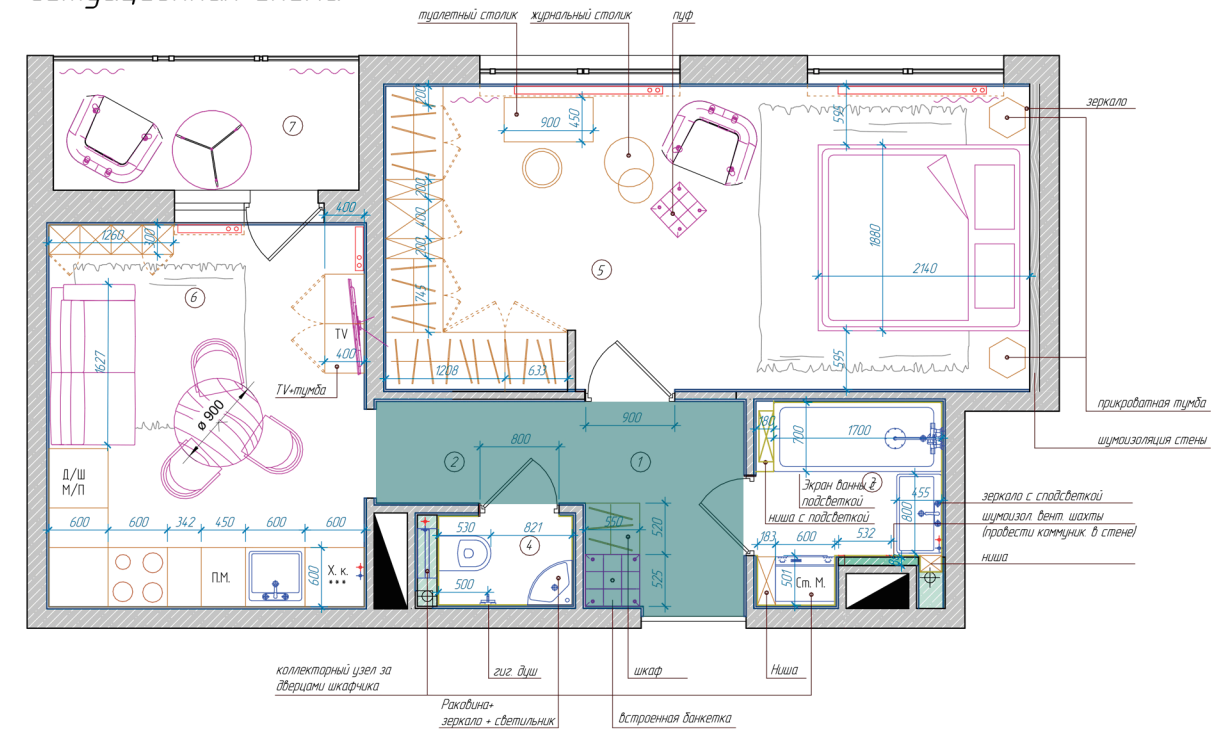 туалетный столик
журнальный столик
пуф
зеркало
7
200
900
450
595
400
200
400
200
745
1260
300
6
5
1880
2140
TV
400
1627
TV+тумба
1208
633
595
ø 900
прикроватная тумба
шумоизоляция стены
900
180
700
1700
800
2
1
Д/Ш
М/П
Экран ванны с
подсветкой
3
ниша с подсветкой
455
800
зеркало с сподсветкой
шумоизол. вент. шахты
(провести коммуник. в стене)
ниша
600
600
342
450
600
600
530
821
4
550
520
183
600
532
П.М.
600
Х. к.
***
500
525
501
Ст. М.
коллекторный узел за
дверцами шкафчика
гиг. душ
шкаф
Ниша
Раковина+
зеркало + светильник
встроенная банкетка